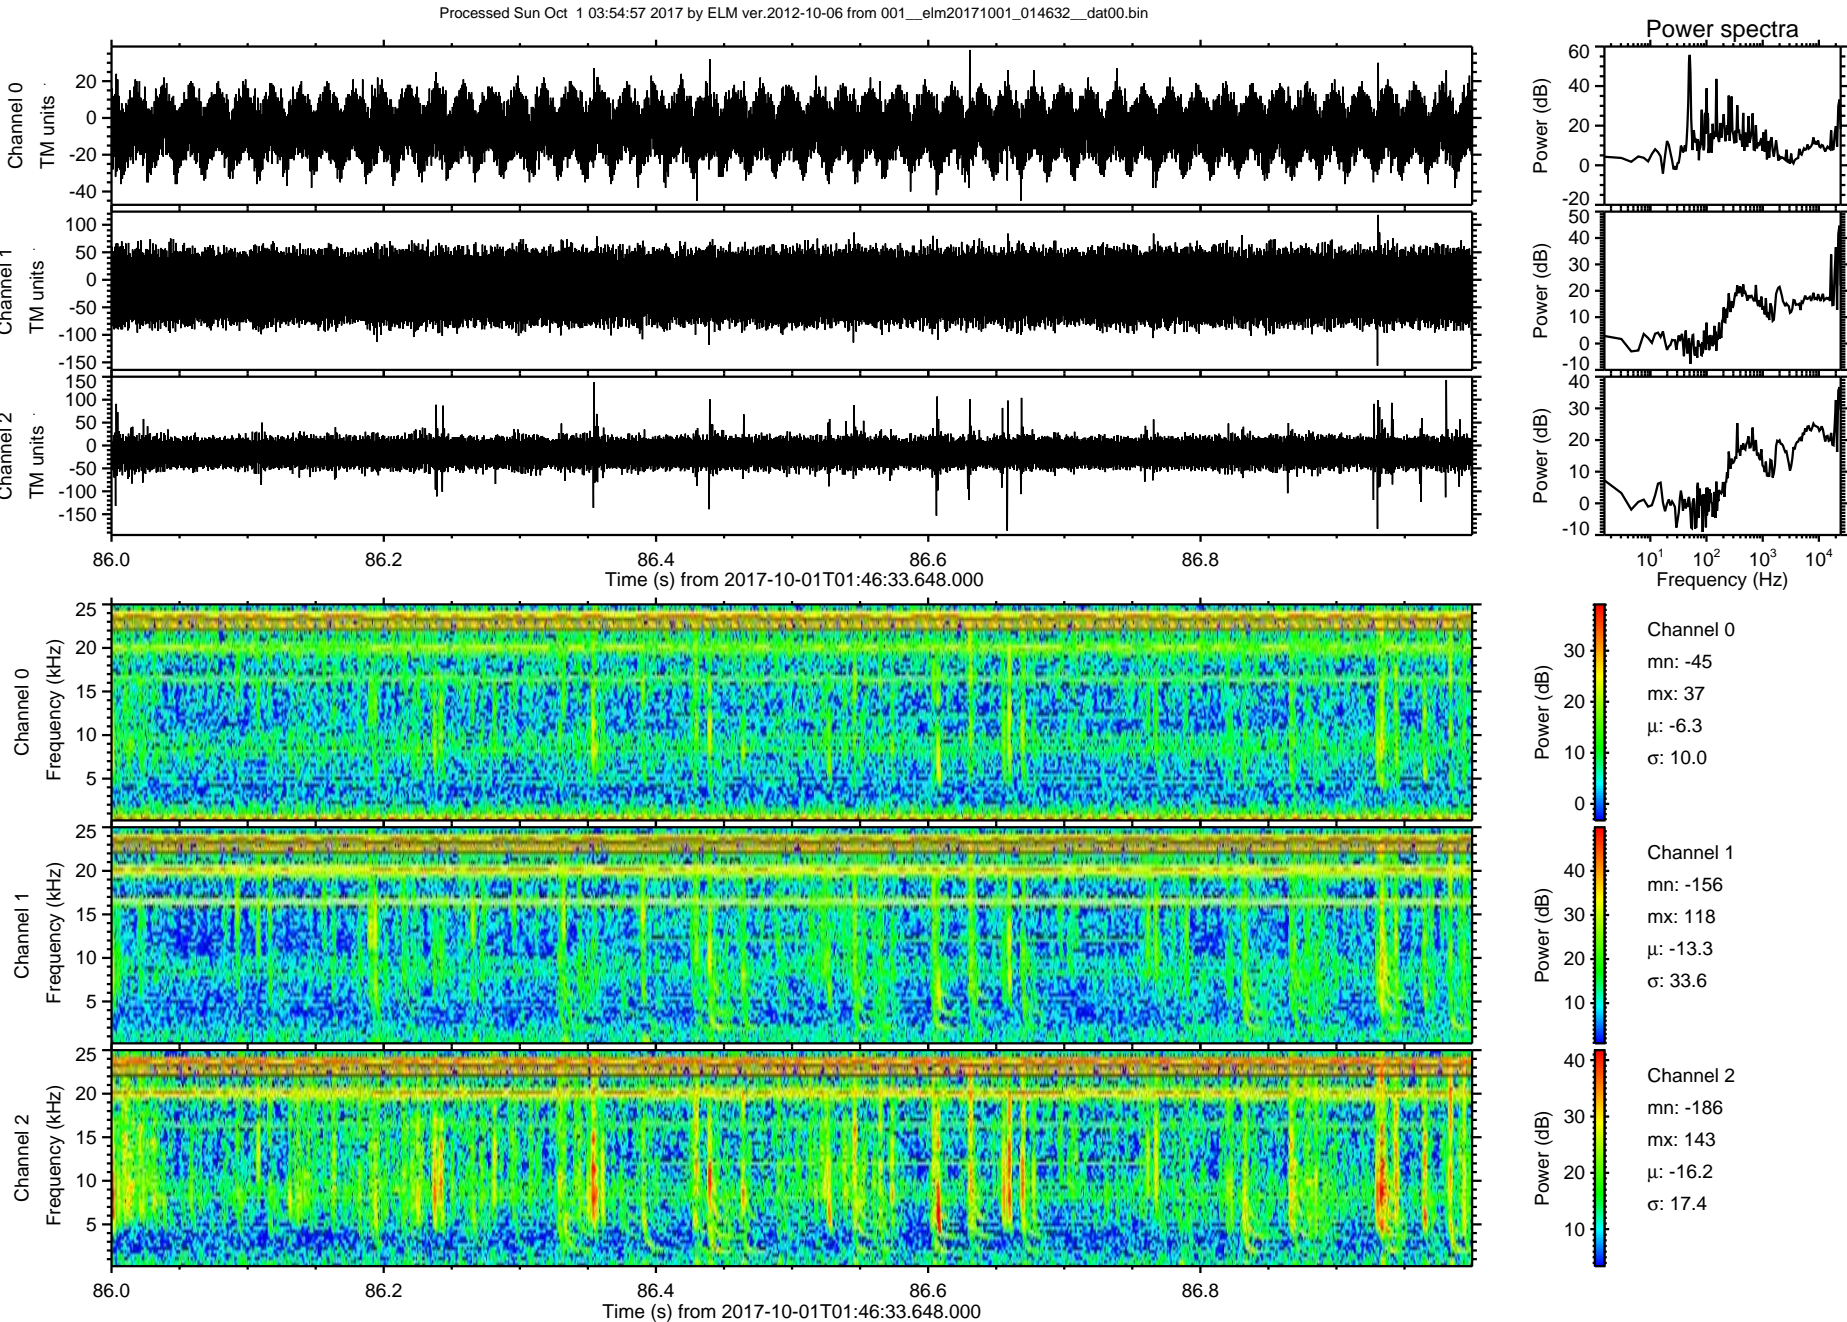 Processed Sun Oct  1 03:54:57 2017 by ELM ver.2012-10-06 from 001__elm20171001_014632__dat00.bin
Power spectra
Channel 0
TM units
20
0
-20
-40
Power (dB)
60
40
20
0
-20
Channel 1
TM units
100
50
0
-50
-100
-150
Power (dB)
50
40
30
20
10
0
-10
Channel 2
TM units
150
100
50
0
-50
-100
-150
Power (dB)
40
30
20
10
0
-10
86.0 86.2 86.4 86.6 86.8
Time (s) from 2017-10-01T01:46:33.648.000
10¹ 10² 10³ 10⁴
Frequency (Hz)
Channel 0
Frequency (kHz)
25
20
15
10
5
Power (dB)
30
20
10
0
Channel 0
mn: -45
mx: 37
μ: -6.3
σ: 10.0
Channel 1
Frequency (kHz)
25
20
15
10
5
Power (dB)
40
30
20
10
Channel 1
mn: -156
mx: 118
μ: -13.3
σ: 33.6
Channel 2
Frequency (kHz)
25
20
15
10
5
Power (dB)
40
30
20
10
Channel 2
mn: -186
mx: 143
μ: -16.2
σ: 17.4
86.0 86.2 86.4 86.6 86.8
Time (s) from 2017-10-01T01:46:33.648.000